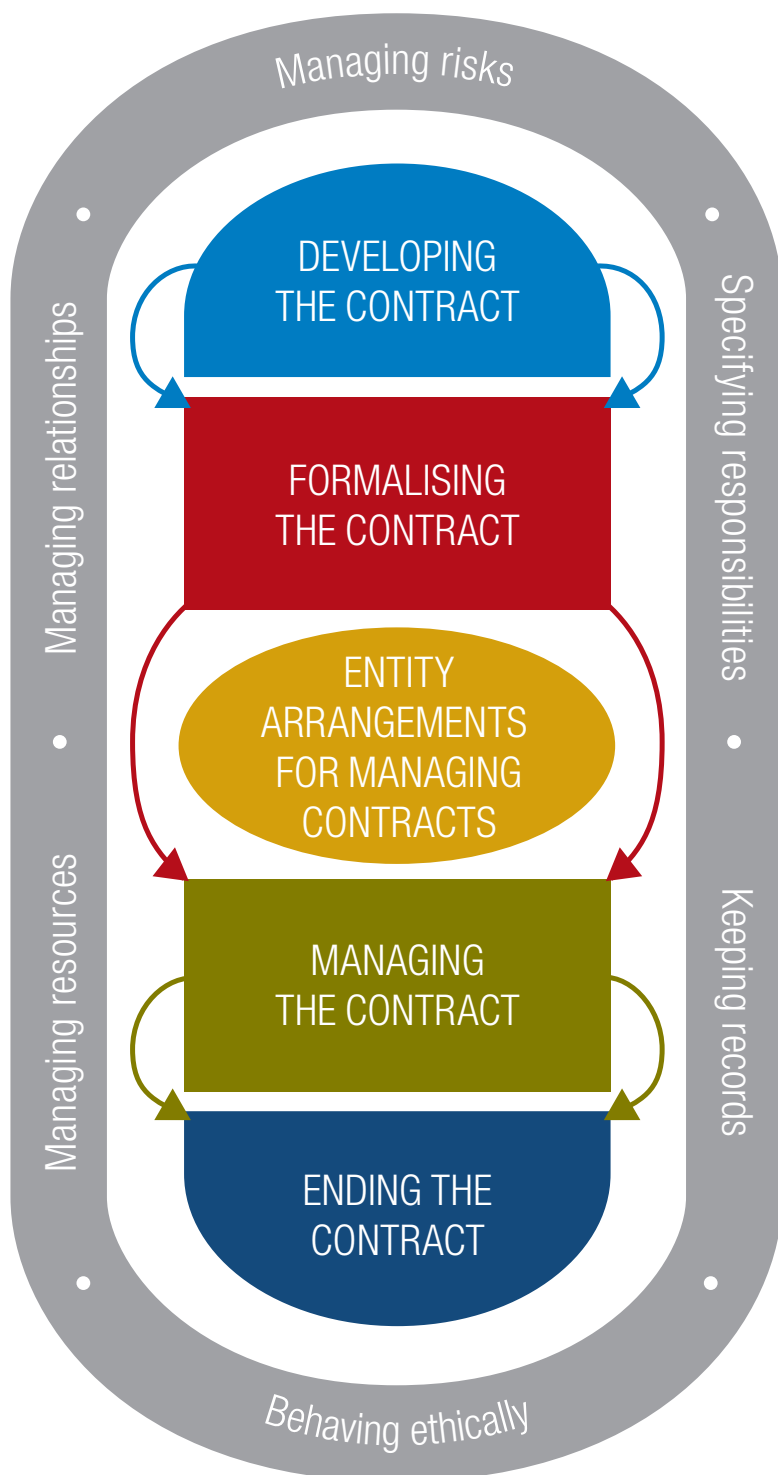 Managing risks
DEVELOPING
THE CONTRACT
Managing relationships
Specifying responsibilities
FORMALISING
THE CONTRACT
ENTITY
ARRANGEMENTS
FOR MANAGING
CONTRACTS
Managing resources
Keeping records
MANAGING
THE CONTRACT
ENDING THE
CONTRACT
Behaving ethically